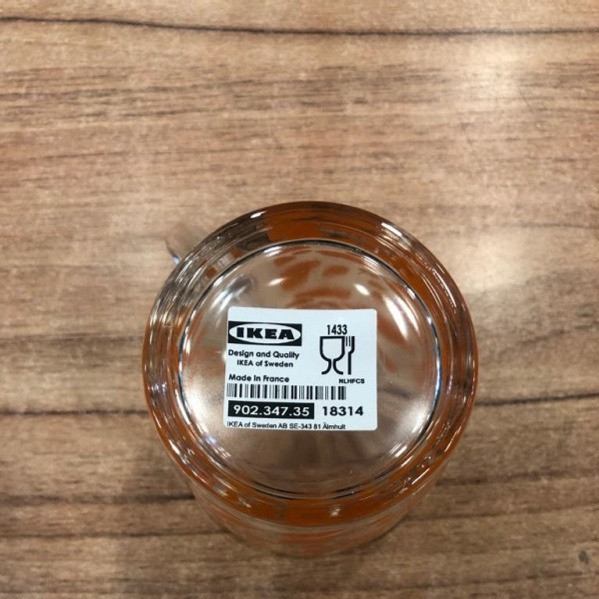 IKEA
1433
Design and Quality
IKEA of Sweden
Made in France
MLHFCS
902.347.35 18314
IKEA of Sweden AB SE-343 81 Älmhult